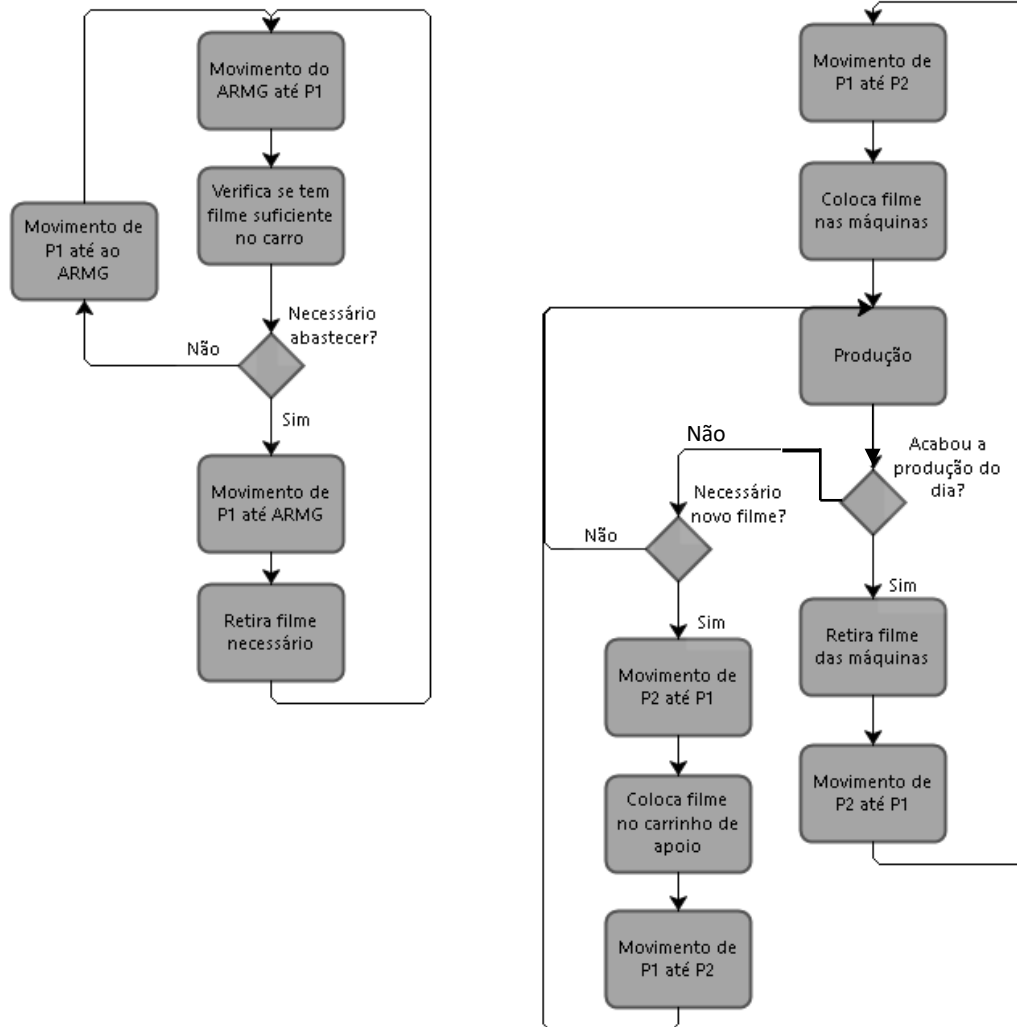 Movimento do
ARMG até P1
Verifica se tem
filme suficiente
no carro
Movimento de
P1 até ao
ARMG
Necessário
abastecer?
Não
Sim
Movimento de
P1 até ARMG
Retira filme
necessário
Movimento de
P1 até P2
Coloca filme
nas máquinas
Produção
Acabou a
produção do
dia?
Não
Necessário
novo filme?
Não
Sim
Sim
Movimento de
P2 até P1
Coloca filme
no carrinho de
apoio
Movimento de
P1 até P2
Retira filme
das máquinas
Movimento de
P2 até P1